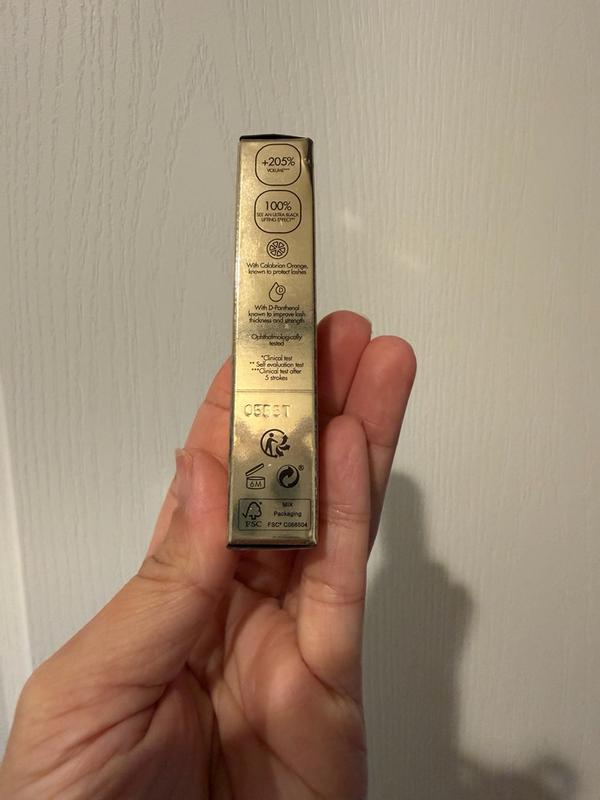 +205%
VOLUME***
100%
SEE AN ULTRA BLACK
LIFTING EFFECT**
With Calabrian Orange,
known to protect lashes
D
With D-Panthenol
known to improve lash
thickness and strength
Ophthalmologically
tested
*Clinical test
** Self evaluation test
***Clinical test after
5 strokes
6M
®
MIX
Packaging
FSC
FSC® C066504